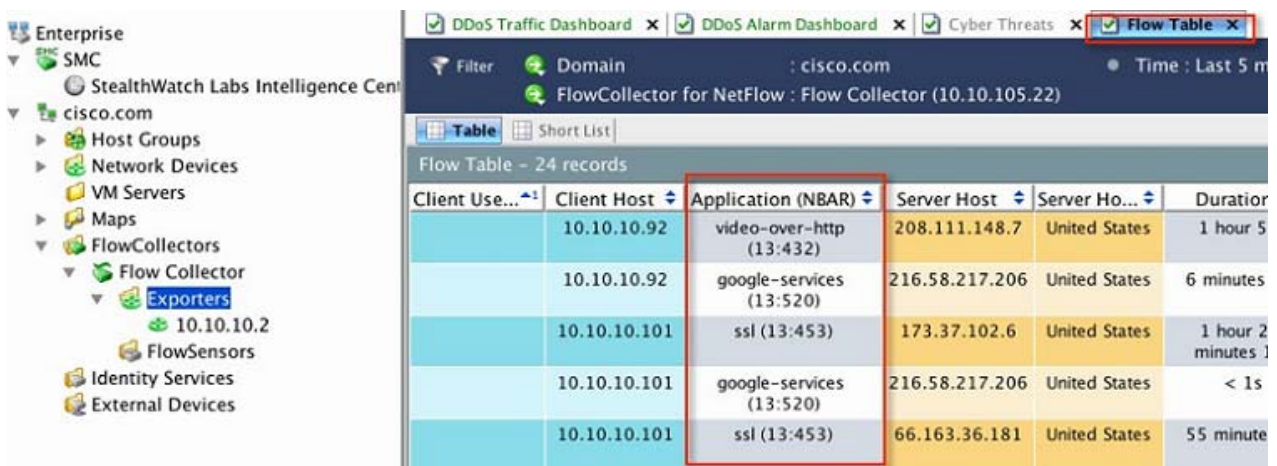 Enterprise
SMC
StealthWatch Labs Intelligence Cent
cisco.com
Host Groups
Network Devices
VM Servers
Maps
FlowCollectors
Flow Collector
Exporters
10.10.10.2
FlowSensors
Identity Services
External Devices
DDoS Traffic Dashboard x DDoS Alarm Dashboard x Cyber Threats x Flow Table x
Filter Domain : cisco.com Time : Last 5 m
FlowCollector for NetFlow : Flow Collector (10.10.105.22)
Table Short List
Flow Table - 24 records
Client Use... 1 Client Host Application (NBAR) Server Host Server Ho... Duration
10.10.10.92 video-over-http 208.111.148.7 United States 1 hour 5
(13:432)
10.10.10.92 google-services 216.58.217.206 United States 6 minutes
(13:520)
10.10.10.101 ssl (13:453) 173.37.102.6 United States 1 hour 2
minutes 1
10.10.10.101 google-services 216.58.217.206 United States < 1s
(13:520)
10.10.10.101 ssl (13:453) 66.163.36.181 United States 55 minute